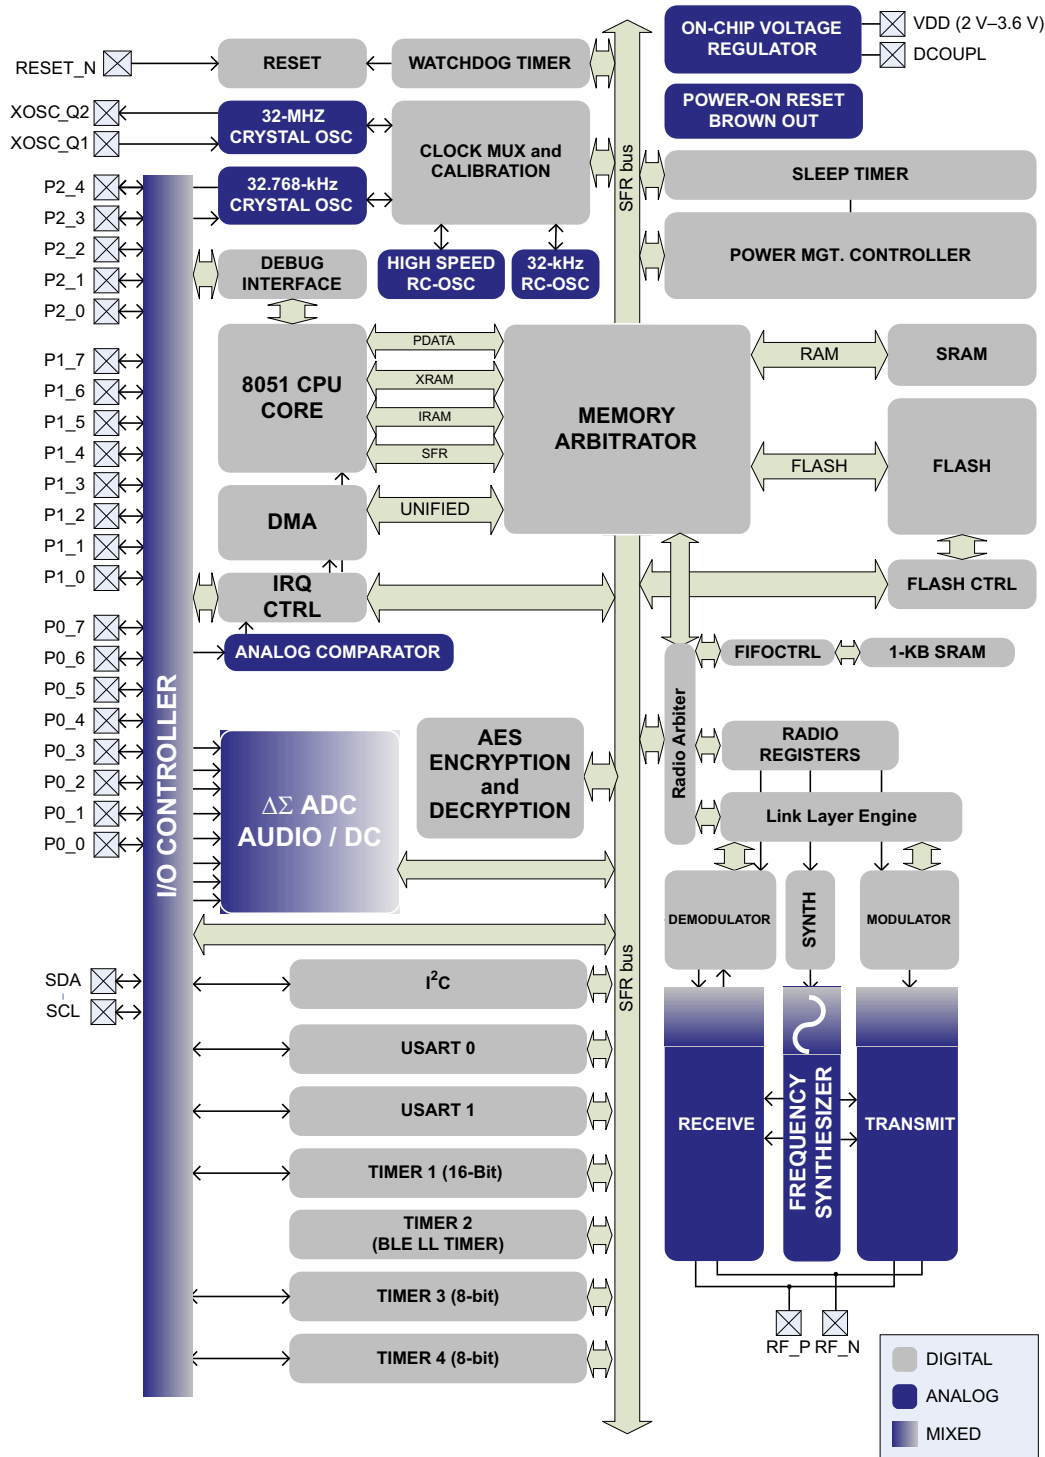 ON-CHIP VOLTAGE
REGULATOR
VDD (2 V–3.6 V)
DCOUPL
RESET_N
RESET
WATCHDOG TIMER
POWER-ON RESET
BROWN OUT
XOSC_Q2
XOSC_Q1
32-MHZ
CRYSTAL OSC
CLOCK MUX and
CALIBRATION
SFR bus
SLEEP TIMER
P2_4
P2_3
P2_2
P2_1
P2_0
32.768-kHz
CRYSTAL OSC
HIGH SPEED
RC-OSC
32-kHz
RC-OSC
POWER MGT. CONTROLLER
DEBUG
INTERFACE
P1_7
P1_6
P1_5
P1_4
P1_3
P1_2
P1_1
P1_0
8051 CPU
CORE
PDATA
XRAM
IRAM
SFR
MEMORY
ARBITRATOR
RAM
SRAM
FLASH
FLASH
DMA
UNIFIED
IRQ
CTRL
FLASH CTRL
P0_7
P0_6
P0_5
P0_4
P0_3
P0_2
P0_1
P0_0
ANALOG COMPARATOR
FIFOCTRL
1-KB SRAM
I/O CONTROLLER
Radio Arbiter
RADIO
REGISTERS
AES
ENCRYPTION
and
DECRYPTION
ΔΣ ADC
AUDIO / DC
Link Layer Engine
DEMODULATOR
SYNTH
MODULATOR
SFR bus
SDA
SCL
I2C
USART 0
USART 1
TIMER 1 (16-Bit)
TIMER 2
(BLE LL TIMER)
TIMER 3 (8-bit)
TIMER 4 (8-bit)
RECEIVE
FREQUENCY
SYNTHESIZER
TRANSMIT
RF_P
RF_N
DIGITAL
ANALOG
MIXED